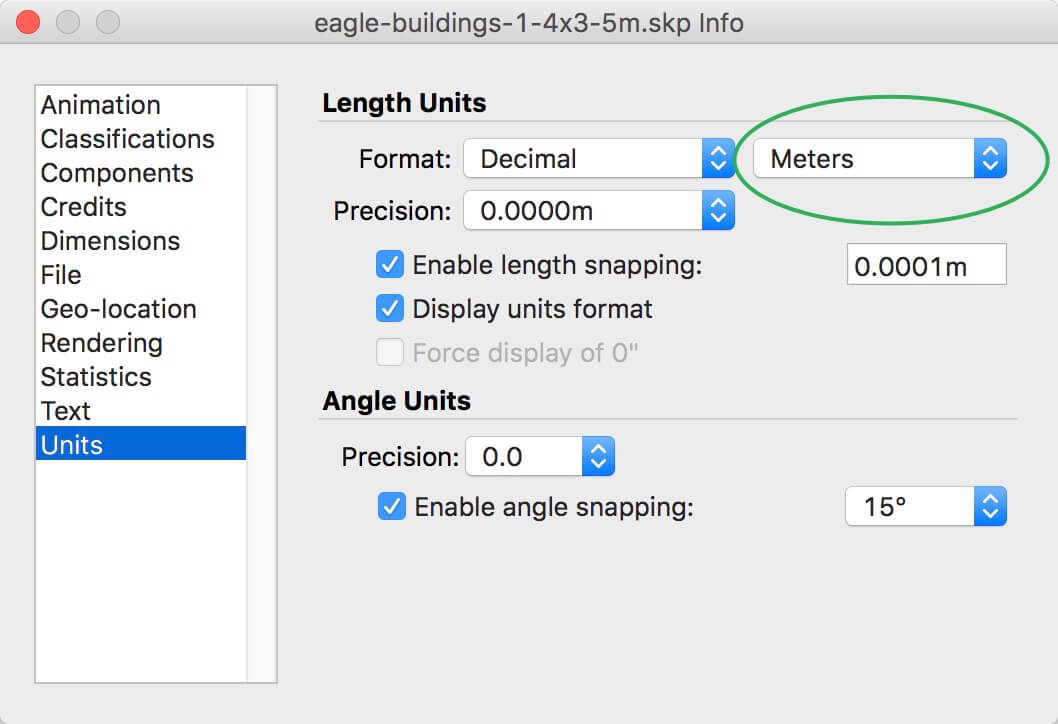 eagle-buildings-1-4x3-5m.skp Info
Animation
Classifications
Components
Credits
Dimensions
File
Geo-location
Rendering
Statistics
Text
Units
Length Units
Format: Decimal Meters
Precision: 0.0000m
Enable length snapping: 0.0001m
Display units format
Force display of 0"
Angle Units
Precision: 0.0
Enable angle snapping: 15°